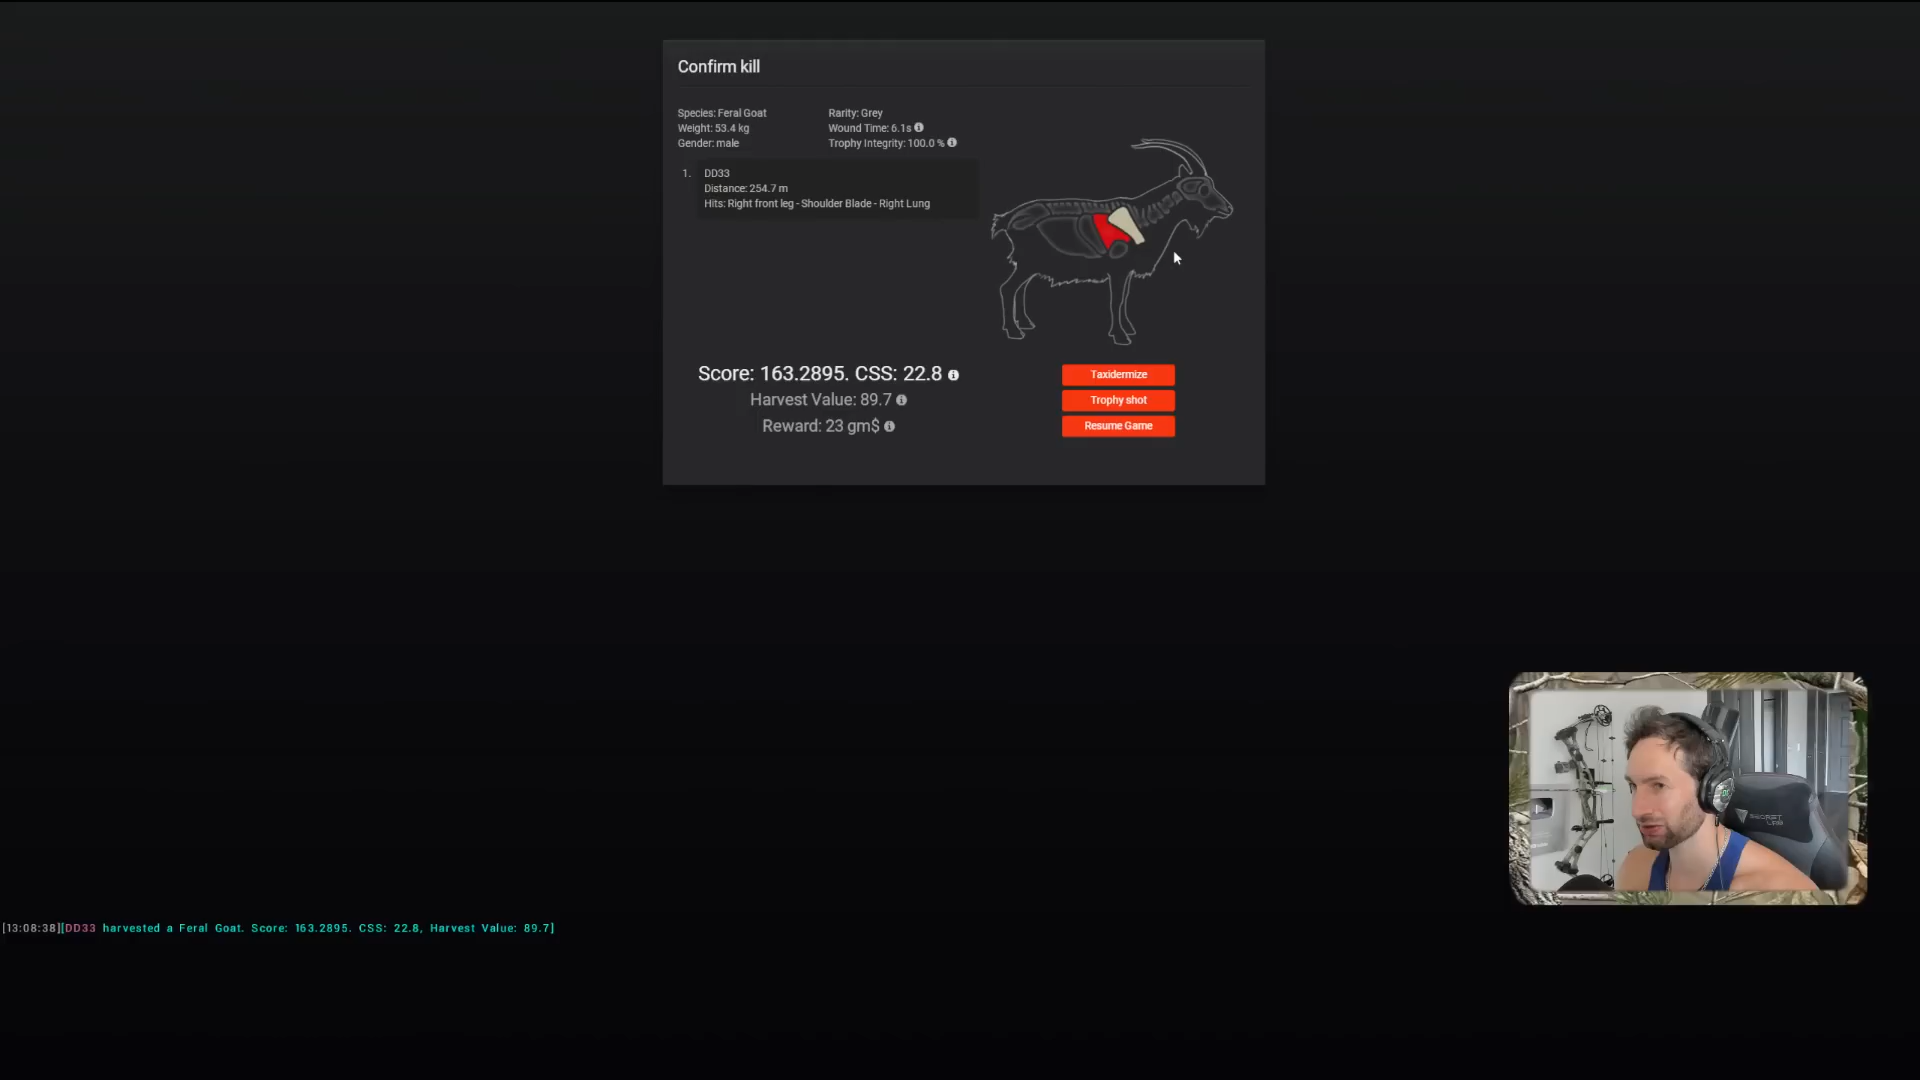 Confirm kill
Species: Feral Goat
Weight: 53.4 kg
Gender: male
Rarity: Grey
Wound Time: 6.1s
Trophy Integrity: 100.0 %
1. DD33
Distance: 254.7 m
Hits: Right front leg - Shoulder Blade - Right Lung
Score: 163.2895. CSS: 22.8
Harvest Value: 89.7
Reward: 23 gm$
Taxidermize
Trophy shot
Resume Game
SECRET
LAB
[13:08:38][DD33 harvested a Feral Goat. Score: 163.2895. CSS: 22.8, Harvest Value: 89.7]